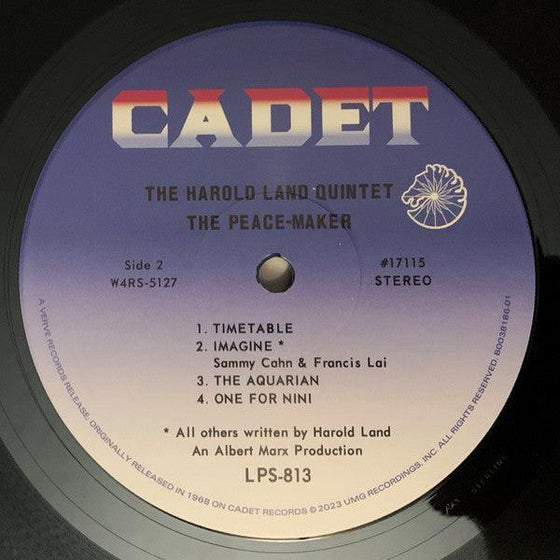 CADET
THE HAROLD LAND QUINTET
THE PEACE-MAKER
Side 2
W4RS-5127
#17115
STEREO
1. TIMETABLE
2. IMAGINE *
Sammy Cahn & Francis Lai
3. THE AQUARIAN
4. ONE FOR NINI
* All others written by Harold Land
An Albert Marx Production
LPS-813
A VERVE RECORDS RELEASE; ORIGINALLY RELEASED IN 1968 ON CADET RECORDS ℗©2023 UMG RECORDINGS, INC. ALL RIGHTS RESERVED. B0038186-01